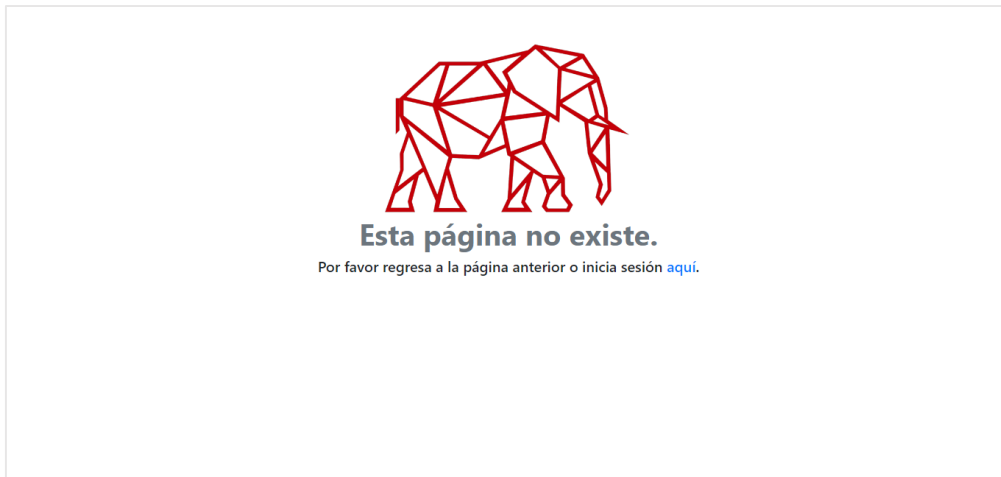 Esta página no existe.
Por favor regresa a la página anterior o inicia sesión aquí.